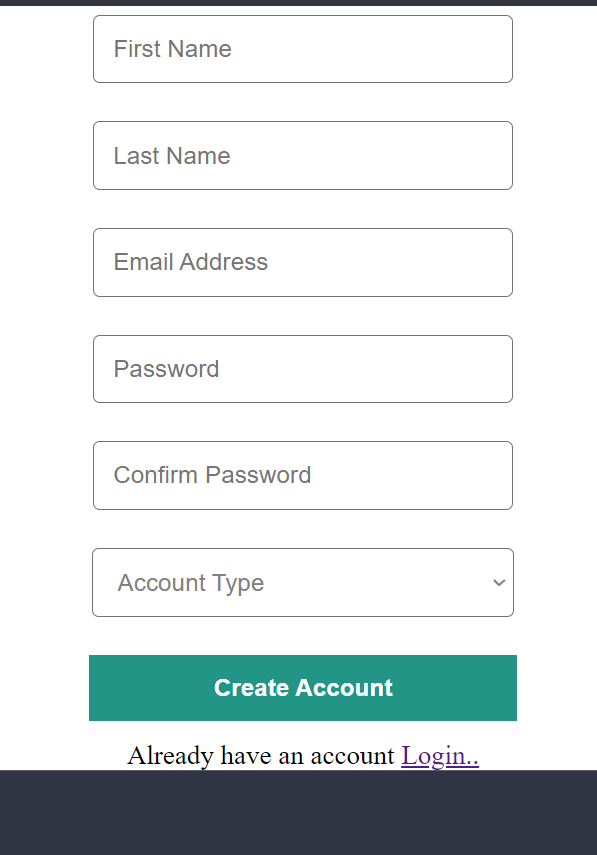 First Name
Last Name
Email Address
Password
Confirm Password
Account Type
Create Account
Already have an account Login..